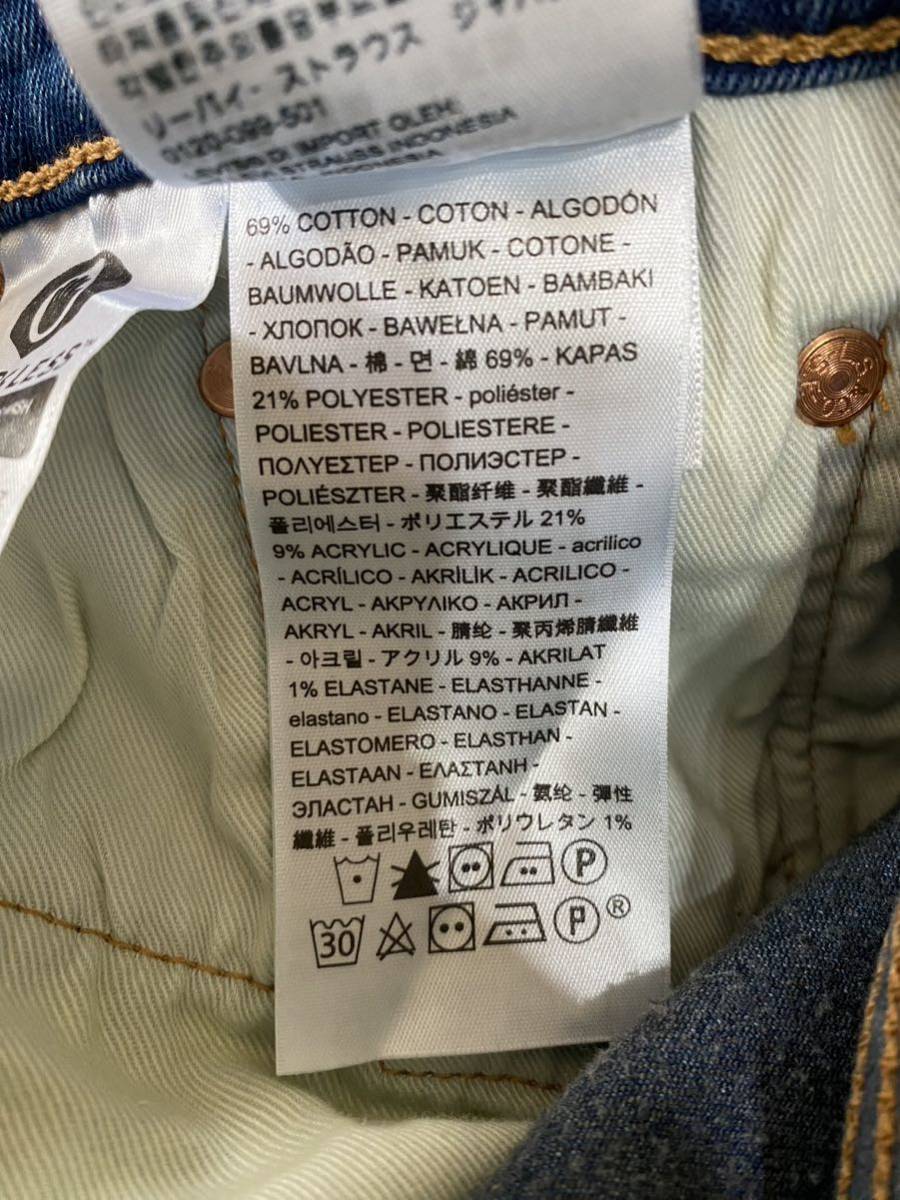 リーバイ・ストラウス ジャパ
0120-099-501
DI IMPORT OLEH:
STRAUSS INDONESIA
INDONESIA
69% COTTON - COTON - ALGODÓN
- ALGODÃO - PAMUK - COTONE -
BAUMWOLLE - KATOEN - BAMBAKI
- ХЛОПОК - BAWEŁNA - PAMUT -
BAVLNA - 棉 - 면 - 綿 69% - KAPAS
21% POLYESTER - poliéster -
POLIESTER - POLIESTERE -
ΠΟΛΥΕΣΤΕΡ - ПОЛИЭСТЕР -
POLIÉSZTER - 聚酯纤维 - 聚酯纖維 -
폴리에스터 - ポリエステル 21%
9% ACRYLIC - ACRYLIQUE - acrilico
- ACRÍLICO - AKRİLİK - ACRILICO -
ACRYL - ΑΚΡΥΛΙΚΟ - АКРИЛ -
AKRYL - AKRIL - 腈纶 - 聚丙烯腈纖維
- 아크릴 - アクリル 9% - AKRILAT
1% ELASTANE - ELASTHANNE -
elastano - ELASTANO - ELASTAN -
ELASTOMERO - ELASTHAN -
ELASTAAN - ΕΛΑΣΤΑΝΗ -
ЭЛАСТАН - GUMISZÁL - 氨纶 - 彈性
纖維 - 폴리우레탄 - ポリウレタン 1%
P
30 P ®